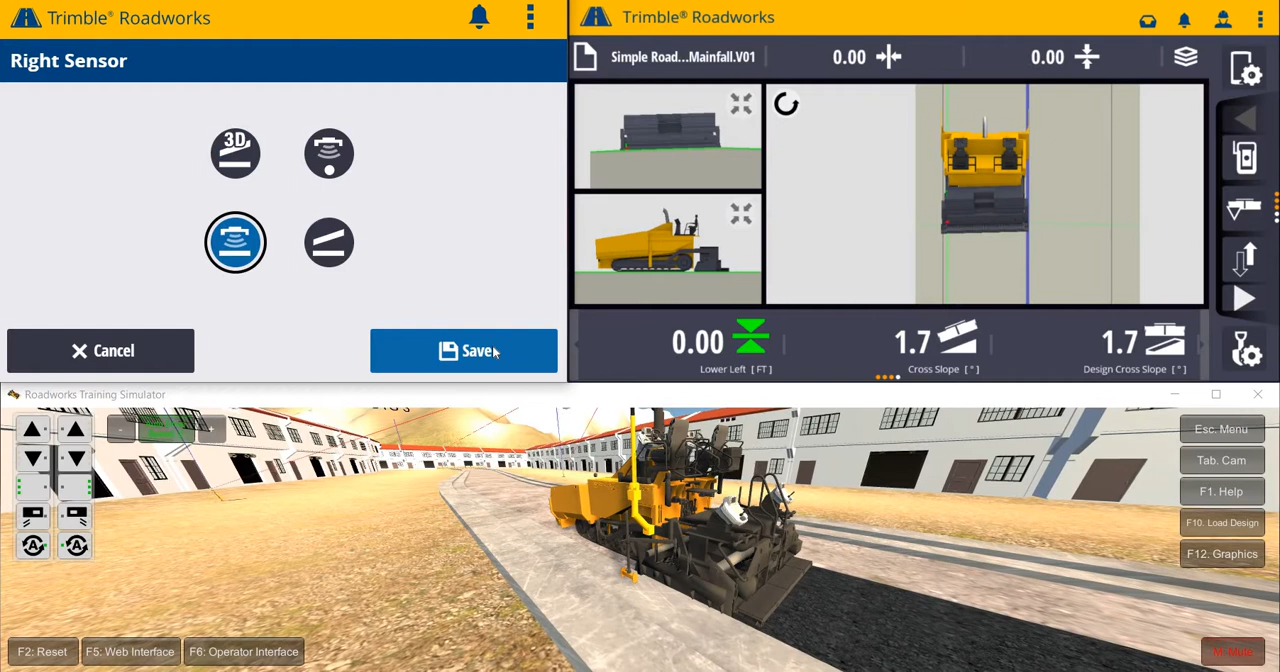 Trimble® Roadworks
Right Sensor
3D
Cancel
Save
Trimble® Roadworks
Simple Road...Mainfall.V01
0.00
0.00
0.00
Lower Left [ FT ]
1.7
Cross Slope [ ° ]
1.7
Design Cross Slope [ ° ]
Roadworks Training Simulator
- +
A A
Esc. Menu
Tab. Cam
F1. Help
F10. Load Design
F12. Graphics
F2: Reset
F5: Web Interface
F6: Operator Interface
M: Mute